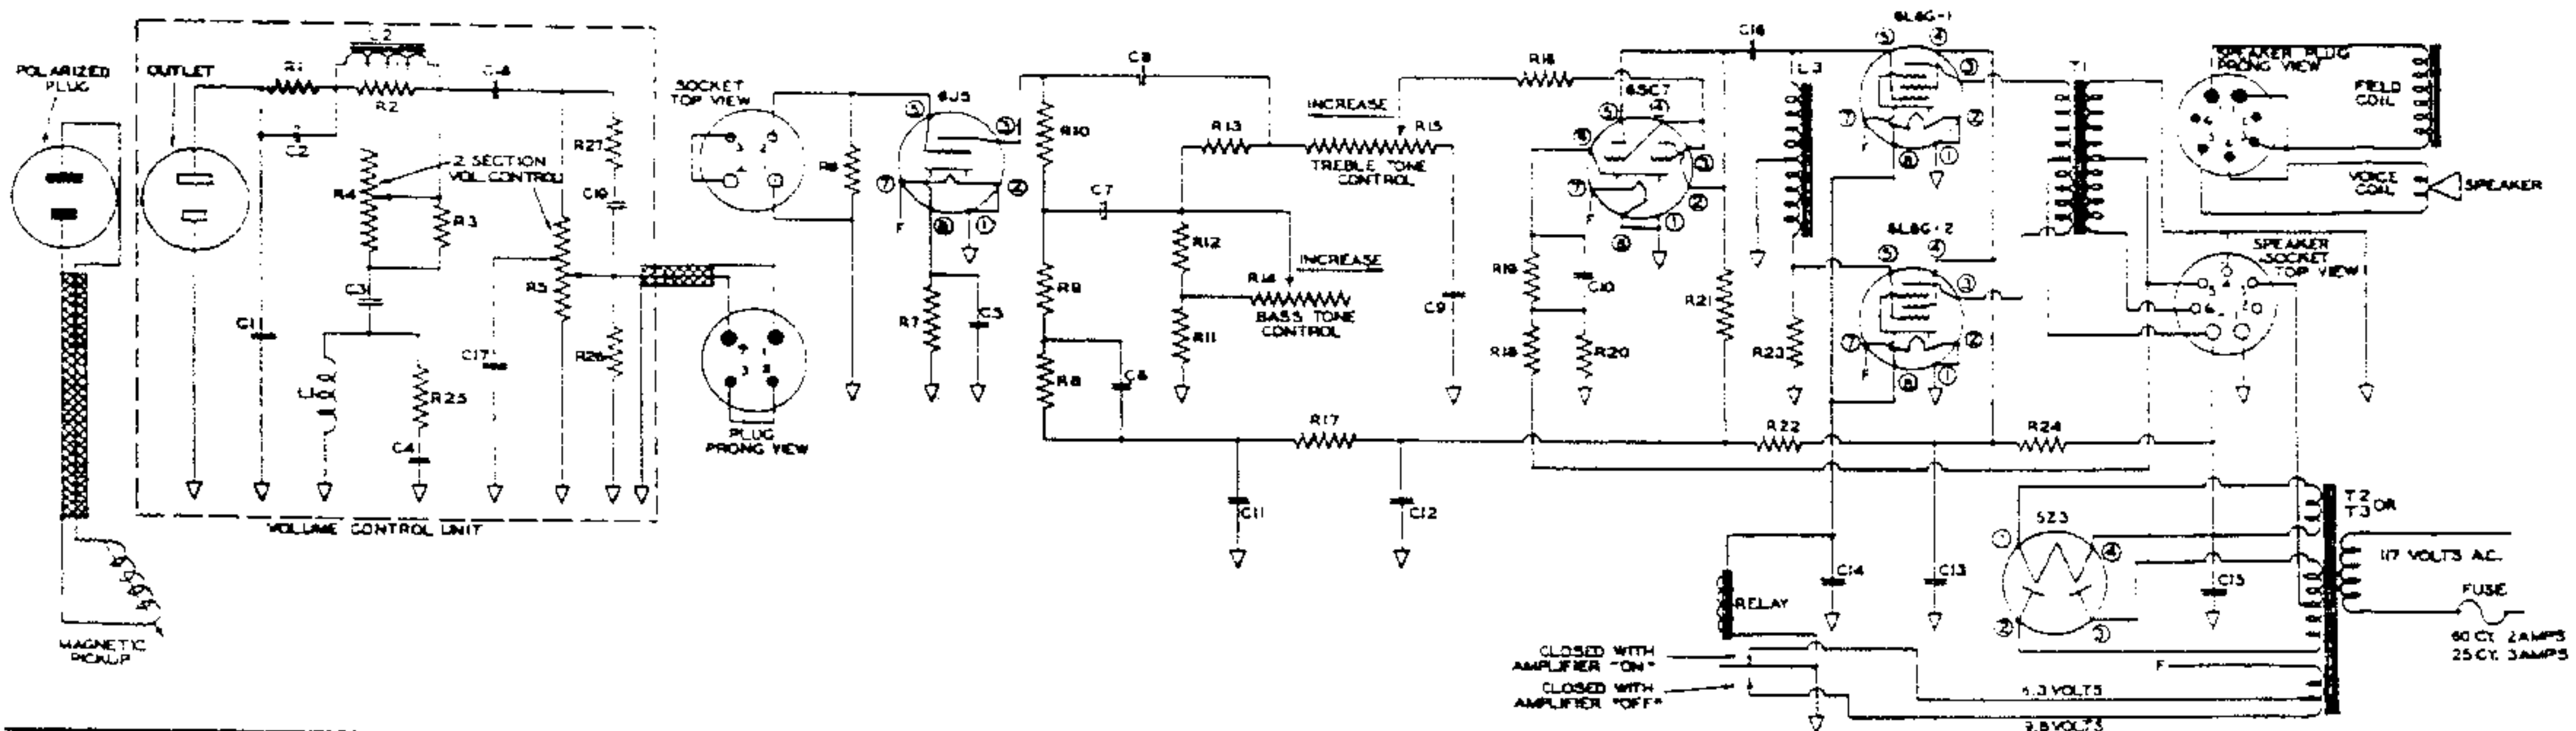 POLARIZED
PLUG
OUTLET
R1
L2
R2
C18
C2
R4
2 SECTION
VOL. CONTROL
R3
R27
C19
R5
C3
C1
C17
R26
R25
C4
VOLUME CONTROL UNIT
MAGNETIC
PICKUP
SOCKET
TOP VIEW
PLUG
PRONG VIEW
R6
6J5
R7
C5
R10
C8
R13
INCREASE
R15
TREBLE TONE
CONTROL
C7
R12
INCREASE
R14
BASS TONE
CONTROL
R9
R11
R8
C6
C9
R17
C11
C12
R16
6SC7
R19
C10
R18
R20
R21
C16
L3
R23
6L6G-1
6L6G-2
R22
R24
T1
SPEAKER PLUG
PRONG VIEW
FIELD
COIL
VOICE
COIL
SPEAKER
SPEAKER
SOCKET
TOP VIEW
RELAY
C14
C13
5Z3
C15
T2 OR
T3
117 VOLTS A.C.
FUSE
60 CY. 2 AMPS
25 CY. 3 AMPS
CLOSED WITH
AMPLIFIER "ON"
CLOSED WITH
AMPLIFIER "OFF"
F
6.3 VOLTS
9.8 VOLTS